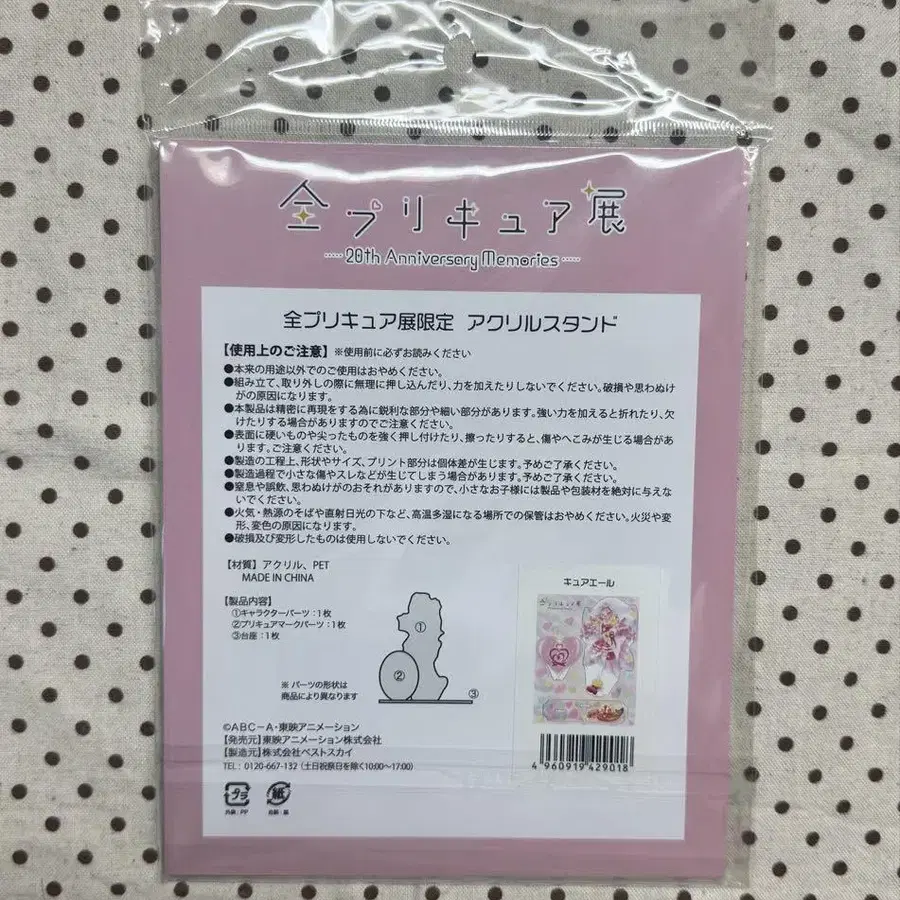 全プリキュア展
20th Anniversary Memories
全プリキュア展限定 アクリルスタンド
【使用上のご注意】※使用前に必ずお読みください
●本来の用途以外でのご使用はおやめください。
●組み立て、取り外しの際に無理に押し込んだり、力を加えたりしないでください。破損や思わぬけ
がの原因になります。
●本製品は精密に再現をする為に鋭利な部分や細い部分があります。強い力を加えると折れたり、欠
けたりする場合がありますのでご注意ください。
●表面に硬いものや尖ったものを強く押し付けたり、擦ったりすると、傷やへこみが生じる場合があ
ります。ご注意ください。
●製造の工程上、形状やサイズ、プリント部分は個体差が生じます。予めご了承ください。
●製造過程で小さな傷やスレなどが生じてしまう場合があります。予めご了承ください。
●窒息や誤飲、思わぬけがのおそれがありますので、小さなお子様には製品や包装材を絶対に与えな
いでください。
●火気・熱源のそばや直射日光の下など、高温多湿になる場所での保管はおやめください。火災や変
形、変色の原因になります。
●破損及び変形したものは使用しないでください。
【材質】アクリル、PET
MADE IN CHINA
【製品内容】
①キャラクターパーツ：1枚
②プリキュアマークパーツ：1枚
③台座：1枚
①
②
③
※ パーツの形状は
商品により異なります
キュアエール
全プリキュア展
©ABC－A・東映アニメーション
【発売元】東映アニメーション株式会社
【製造元】株式会社ベストスカイ
TEL：0120-667-132（土日祝祭日を除く10:00～17:00）
プラ
紙
外装：PP
台紙：紙
4 960919 429018